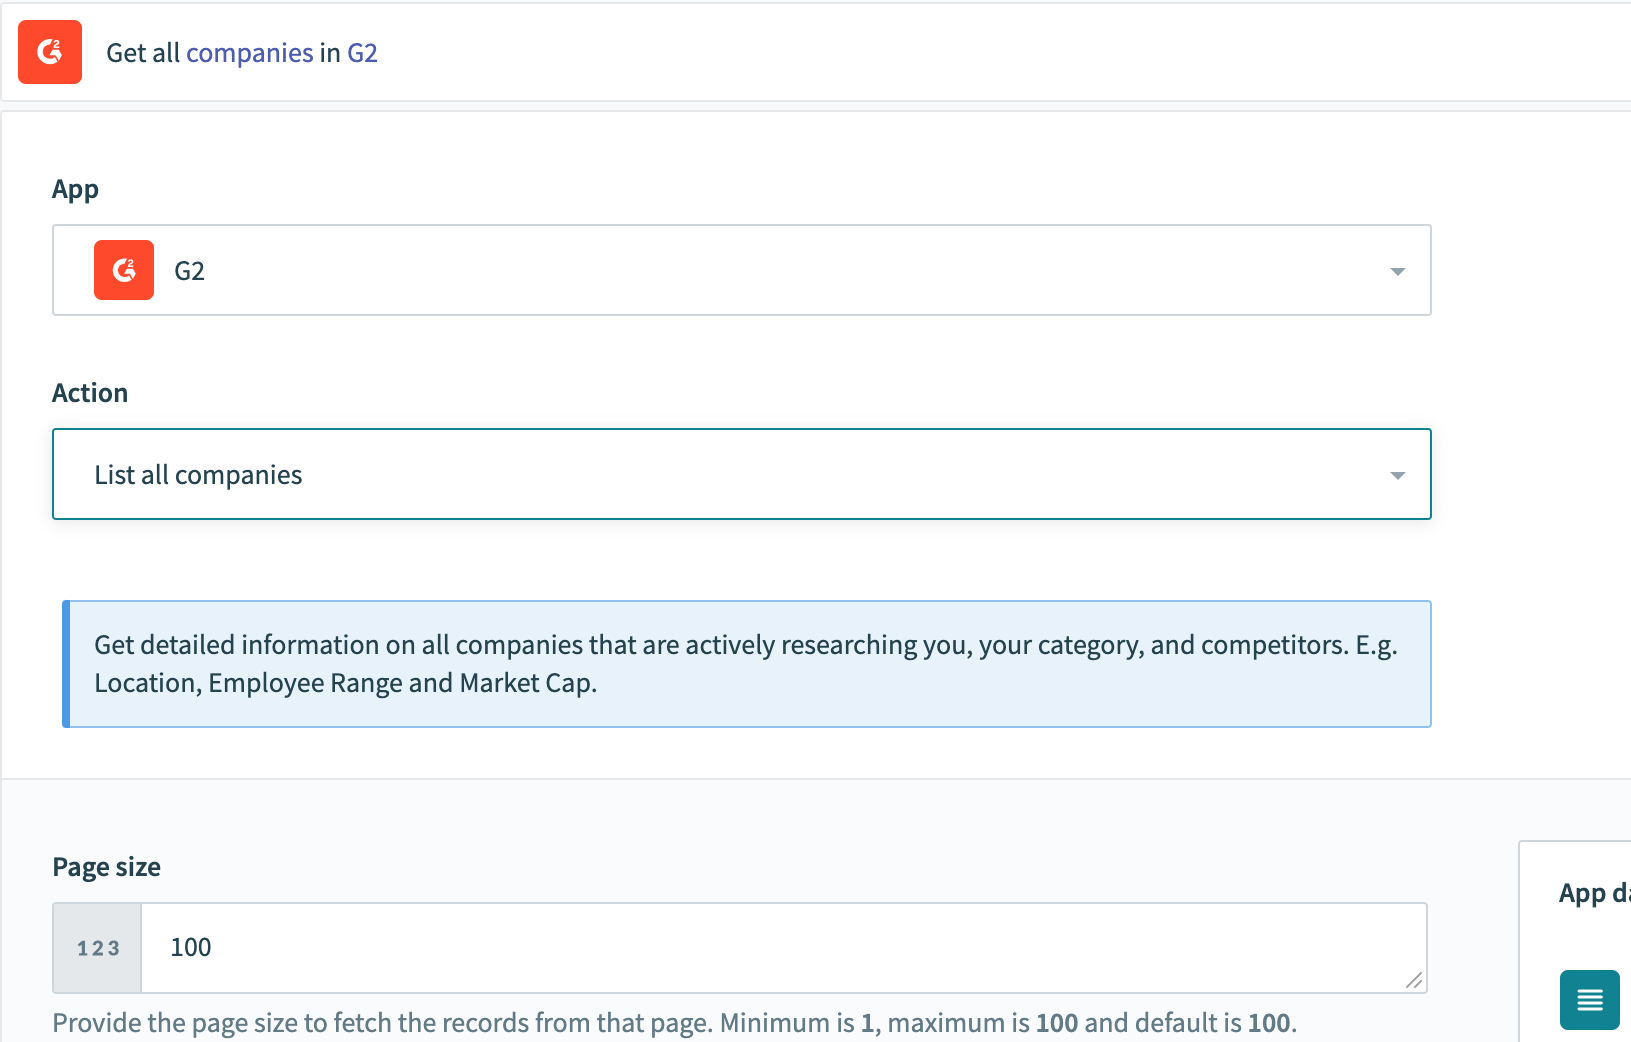 Get all companies in G2
App
G2
Action
List all companies
Get detailed information on all companies that are actively researching you, your category, and competitors. E.g.
Location, Employee Range and Market Cap.
Page size
App
123
100
Provide the page size to fetch the records from that page. Minimum is 1, maximum is 100 and default is 100.